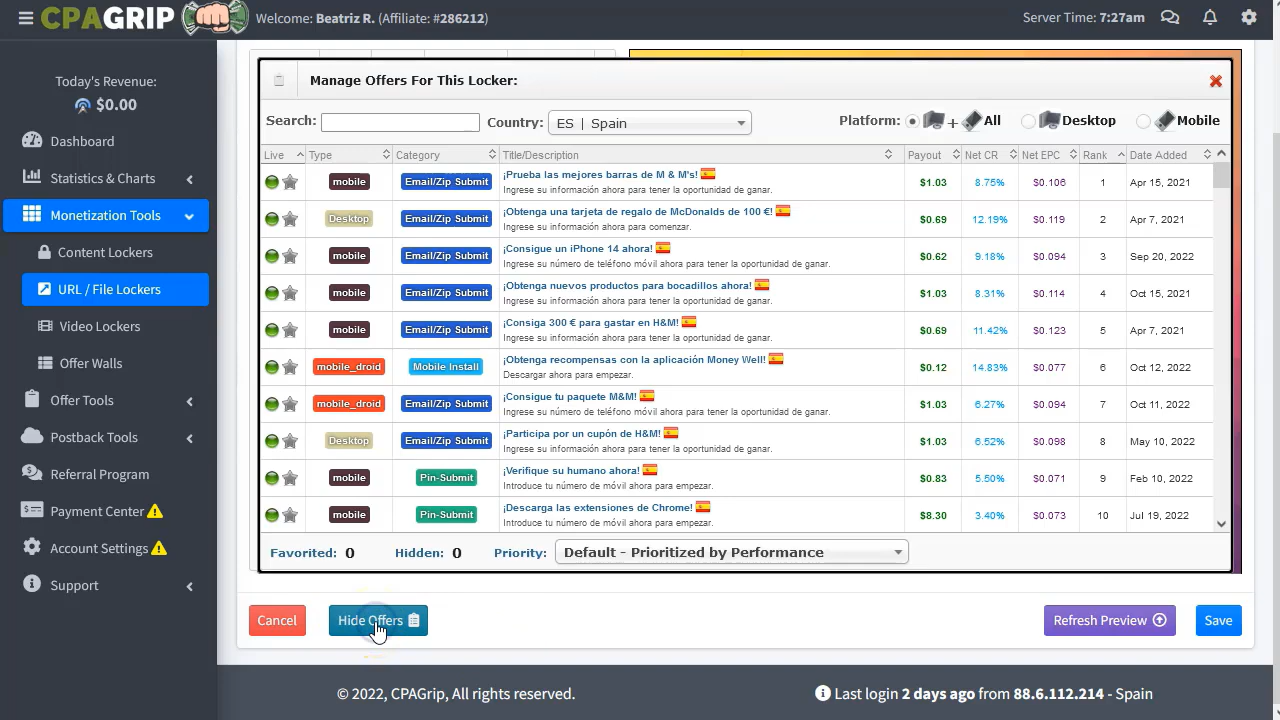 CPAGRIP
Welcome: Beatriz R. (Affiliate: #286212)
Server Time: 7:27am
Today's Revenue:
$0.00
Dashboard
Statistics & Charts
Monetization Tools
Content Lockers
URL / File Lockers
Video Lockers
Offer Walls
Offer Tools
Postback Tools
Referral Program
Payment Center
Account Settings
Support
Manage Offers For This Locker:
Search:
Country: ES | Spain
Platform: + All Desktop Mobile
Live Type Category Title/Description Payout Net CR Net EPC Rank Date Added
mobile Email/Zip Submit ¡Prueba las mejores barras de M & M's! $1.03 8.75% $0.106 1 Apr 15, 2021
Ingrese su información ahora para tener la oportunidad de ganar.
Desktop Email/Zip Submit ¡Obtenga una tarjeta de regalo de McDonalds de 100 €! $0.69 12.19% $0.119 2 Apr 7, 2021
Ingrese su información ahora para comenzar.
mobile Email/Zip Submit ¡Consigue un iPhone 14 ahora! $0.62 9.18% $0.094 3 Sep 20, 2022
Ingrese su número de teléfono móvil ahora para tener la oportunidad de ganar.
mobile Email/Zip Submit ¡Obtenga nuevos productos para bocadillos ahora! $1.03 8.31% $0.114 4 Oct 15, 2021
Ingrese su información ahora para tener la oportunidad de ganar.
mobile Email/Zip Submit ¡Consiga 300 € para gastar en H&M! $0.69 11.42% $0.123 5 Apr 7, 2021
Ingrese su información ahora para tener la oportunidad de ganar.
mobile_droid Mobile Install ¡Obtenga recompensas con la aplicación Money Well! $0.12 14.83% $0.077 6 Oct 12, 2022
Descargar ahora para empezar.
mobile_droid Email/Zip Submit ¡Consigue tu paquete M&M! $1.03 6.27% $0.094 7 Oct 11, 2022
Ingrese su número de teléfono móvil ahora para tener la oportunidad de ganar.
Desktop Email/Zip Submit ¡Participa por un cupón de H&M! $1.03 6.52% $0.098 8 May 10, 2022
Ingrese su información ahora para tener la oportunidad de ganar.
mobile Pin-Submit ¡Verifique su humano ahora! $0.83 5.50% $0.071 9 Feb 10, 2022
Introduce tu número de móvil ahora para empezar.
mobile Pin-Submit ¡Descarga las extensiones de Chrome! $8.30 3.40% $0.073 10 Jul 19, 2022
Introduce tu número de móvil ahora para empezar.
Favorited: 0 Hidden: 0 Priority: Default - Prioritized by Performance
Cancel Hide Offers Refresh Preview Save
© 2022, CPAGrip, All rights reserved. Last login 2 days ago from 88.6.112.214 - Spain